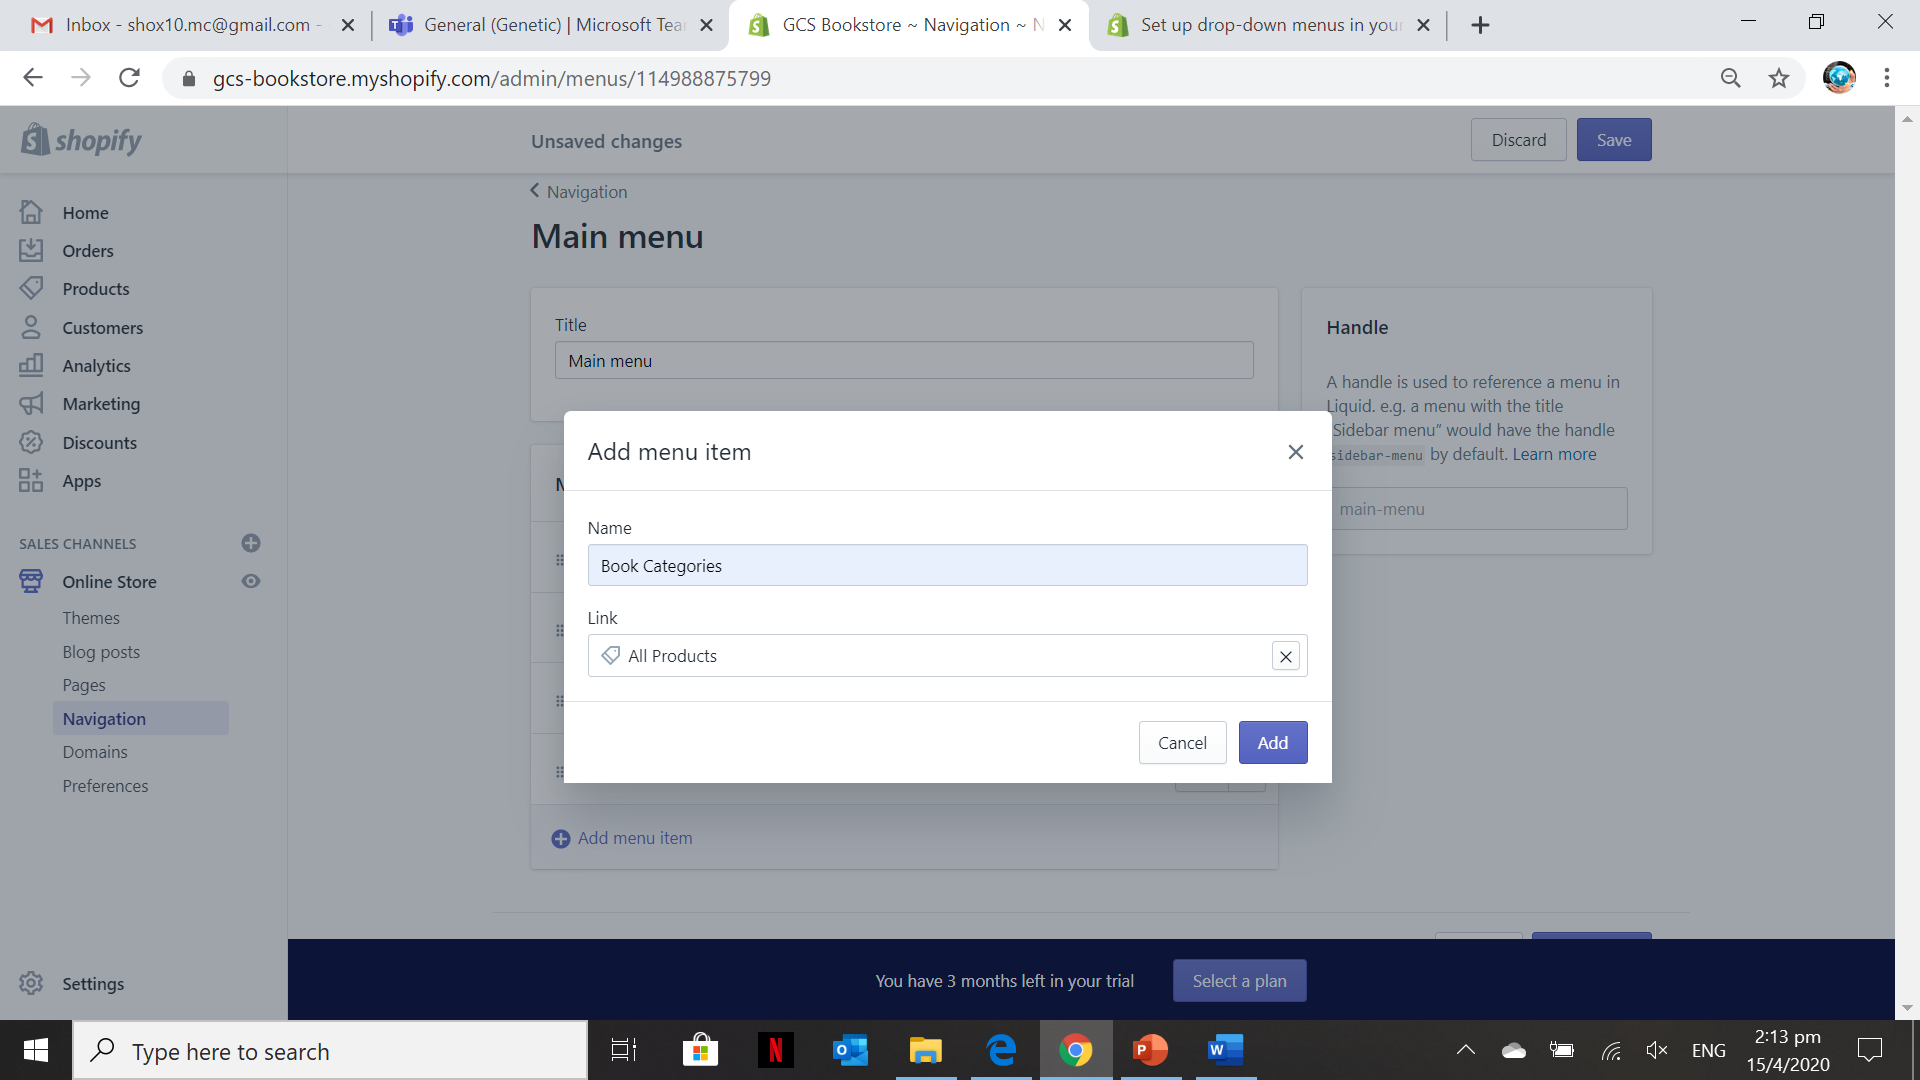 Inbox - shox10.mc@gmail.com -
General (Genetic) | Microsoft Tea
GCS Bookstore ~ Navigation ~ N
Set up drop-down menus in your
gcs-bookstore.myshopify.com/admin/menus/114988875799
shopify
Unsaved changes
Discard
Save
Home
Orders
Products
Customers
Analytics
Marketing
Discounts
Apps
SALES CHANNELS
Online Store
Themes
Blog posts
Pages
Navigation
Domains
Preferences
Settings
Navigation
Main menu
Title
Main menu
Handle
A handle is used to reference a menu in
Liquid. e.g. a menu with the title
Sidebar menu" would have the handle
sidebar-menu by default. Learn more
main-menu
Add menu item
Name
Book Categories
Link
All Products
Cancel
Add
Add menu item
You have 3 months left in your trial
Select a plan
Type here to search
ENG
2:13 pm
15/4/2020